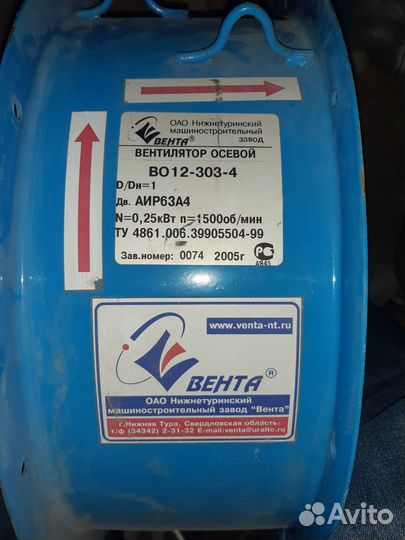 ОАО Нижнетуринский
машиностроительный
завод
ВЕНТА®
ВЕНТИЛЯТОР ОСЕВОЙ
ВО12-303-4
D/Dн=1
Дв. АИР63А4
N=0,25кВт n=1500об/мин
ТУ 4861.006.39905504-99
Зав.номер: 0074 2005г
РС
АЯ45
www.venta-nt.ru
ВЕНТА®
ОАО Нижнетуринский
машиностроительный завод "Вента"
г.Нижняя Тура, Свердловская область
т/ф (34342) 2-31-32 E-mail:venta@uraltc.ru
Avito